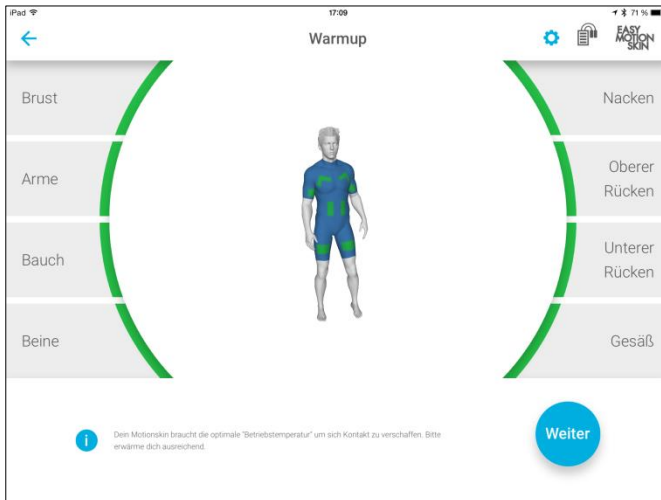 iPad 17:09 71 %
Warmup
EASY
MOTION
SKIN
Brust
Arme
Bauch
Beine
Nacken
Oberer
Rücken
Unterer
Rücken
Gesäß
Dein Motionskin braucht die optimale "Betriebstemperatur" um sich Kontakt zu verschaffen. Bitte
erwärme dich ausreichend.
Weiter